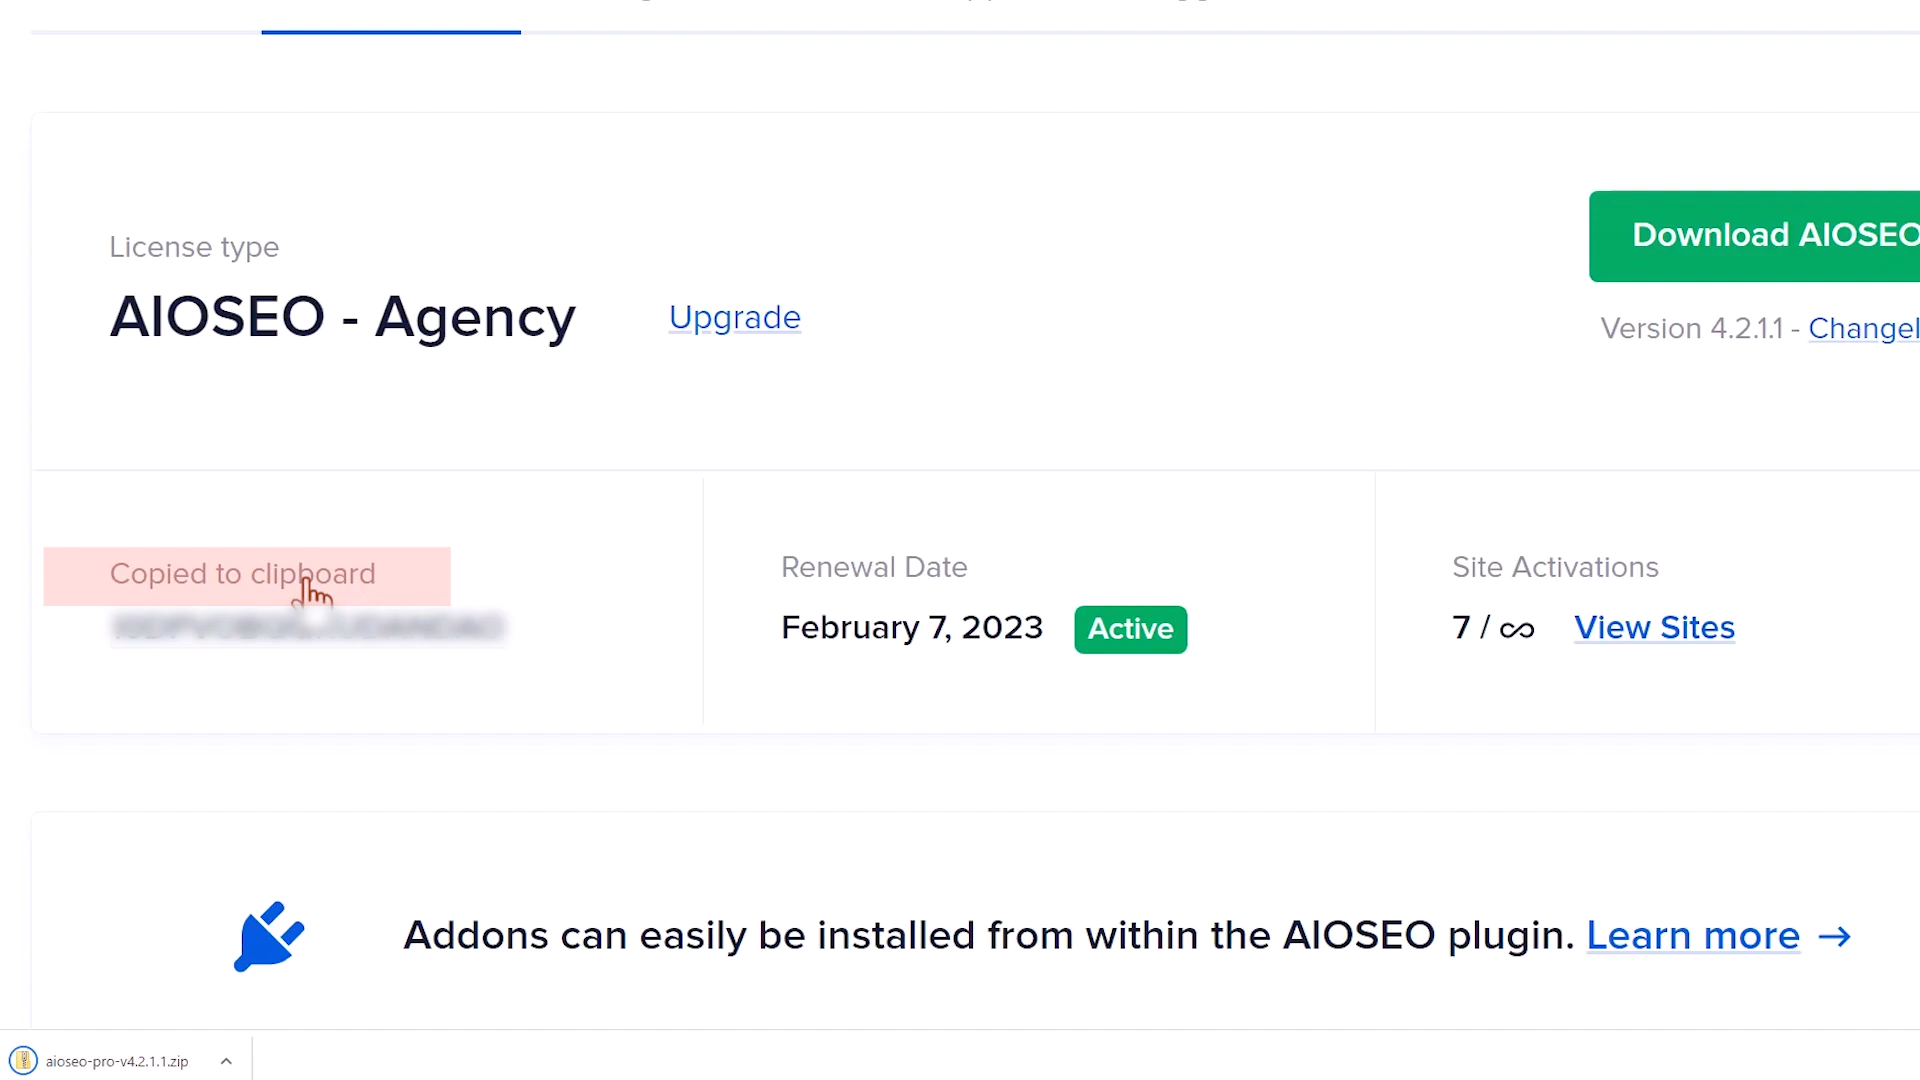 License type
AIOSEO - Agency
Upgrade
Download AIOSEO
Version 4.2.1.1 - Changel
Copied to clipboard
Renewal Date
February 7, 2023
Active
Site Activations
7 / ∞
View Sites
Addons can easily be installed from within the AIOSEO plugin. Learn more →
aioseo-pro-v4.2.1.1.zip